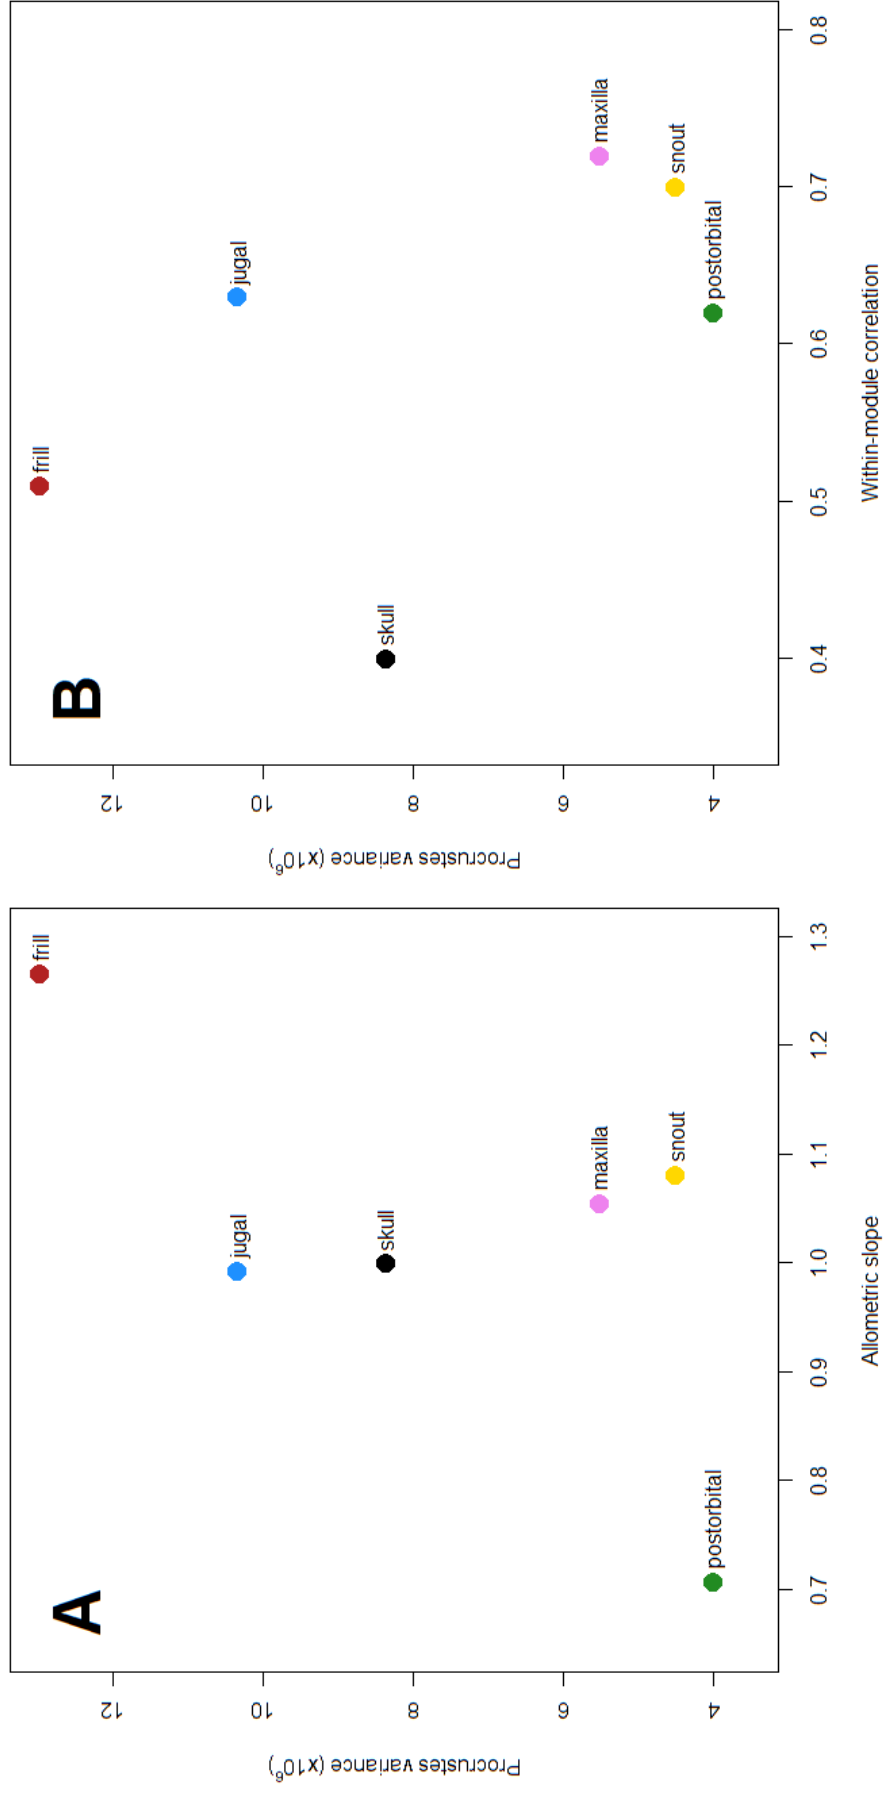 A
Procrustes variance (x10⁶)
12
10
8
6
4
frill
jugal
skull
maxilla
snout
postorbital
0.7
0.8
0.9
1.0
1.1
1.2
1.3
Allometric slope
B
Procrustes variance (x10⁶)
12
10
8
6
4
frill
jugal
skull
maxilla
snout
postorbital
0.4
0.5
0.6
0.7
0.8
Within-module correlation